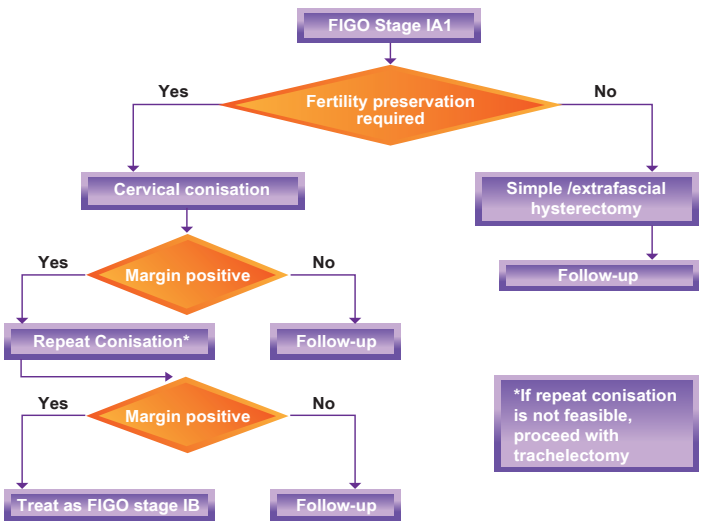 FIGO Stage IA1
Yes
No
Fertility preservation
required
Cervical conisation
Simple /extrafascial
hysterectomy
Yes
Margin positive
No
Follow-up
Repeat Conisation*
Follow-up
Yes
Margin positive
No
*If repeat conisation
is not feasible,
proceed with
trachelectomy
Treat as FIGO stage IB
Follow-up